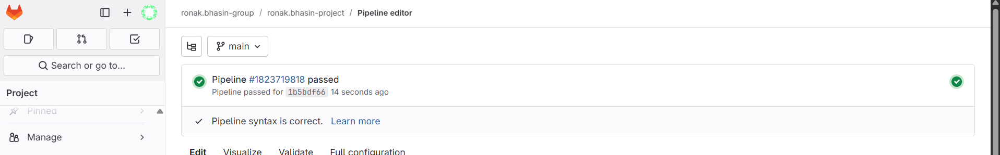 ronak.bhasin-group / ronak.bhasin-project / Pipeline editor
main
Search or go to...
Pipeline #1823719818 passed
Pipeline passed for 1b5bdf66 14 seconds ago
Project
Pinned
Pipeline syntax is correct. Learn more
Manage
Edit Visualize Validate Full configuration